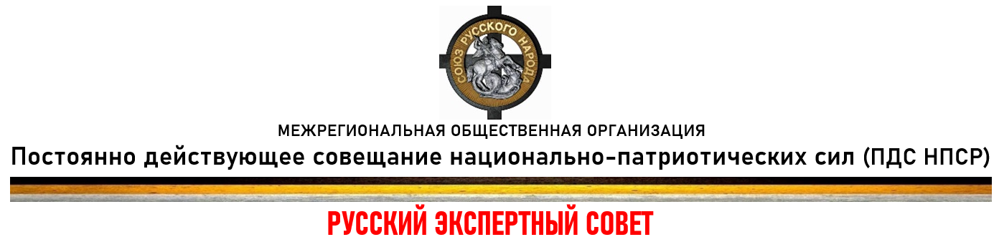 СОЮЗ РУССКОГО НАРОДА
МЕЖРЕГИОНАЛЬНАЯ ОБЩЕСТВЕННАЯ ОРГАНИЗАЦИЯ
Постоянно действующее совещание национально-патриотических сил (ПДС НПСР)
РУССКИЙ ЭКСПЕРТНЫЙ СОВЕТ